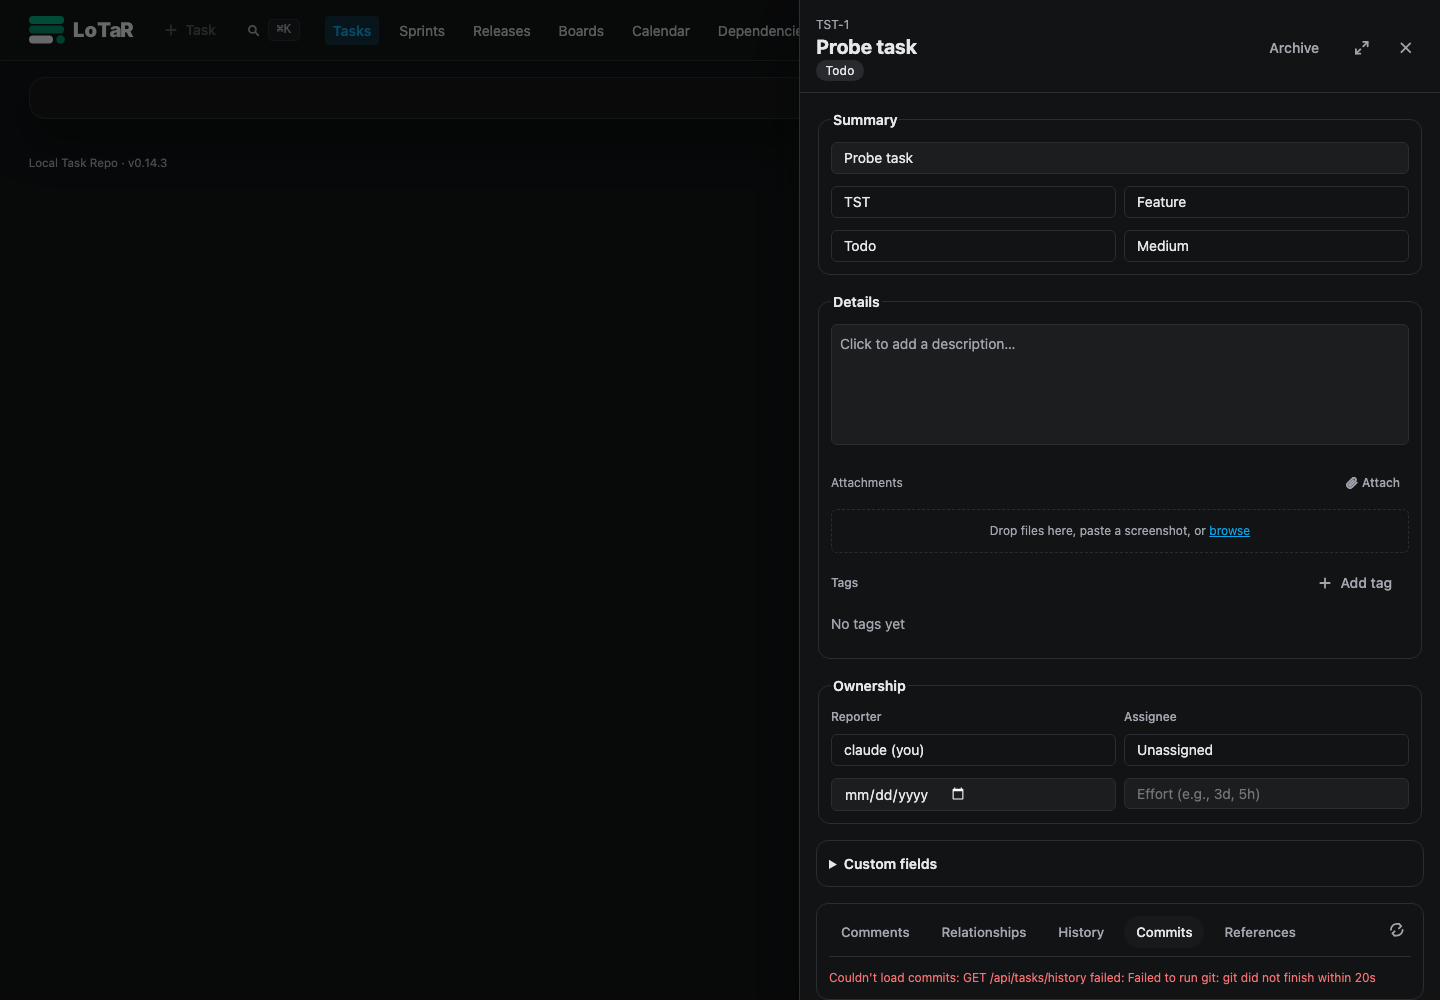 LoTaR
Task
⌘K
Tasks
Sprints
Releases
Boards
Calendar
Dependencie
Local Task Repo · v0.14.3
TST-1
Probe task
Todo
Archive
Summary
Probe task
TST
Feature
Todo
Medium
Details
Click to add a description...
Attachments
Attach
Drop files here, paste a screenshot, or browse
Tags
Add tag
No tags yet
Ownership
Reporter
Assignee
claude (you)
Unassigned
mm/dd/yyyy
Effort (e.g., 3d, 5h)
Custom fields
Comments
Relationships
History
Commits
References
Couldn't load commits: GET /api/tasks/history failed: Failed to run git: git did not finish within 20s